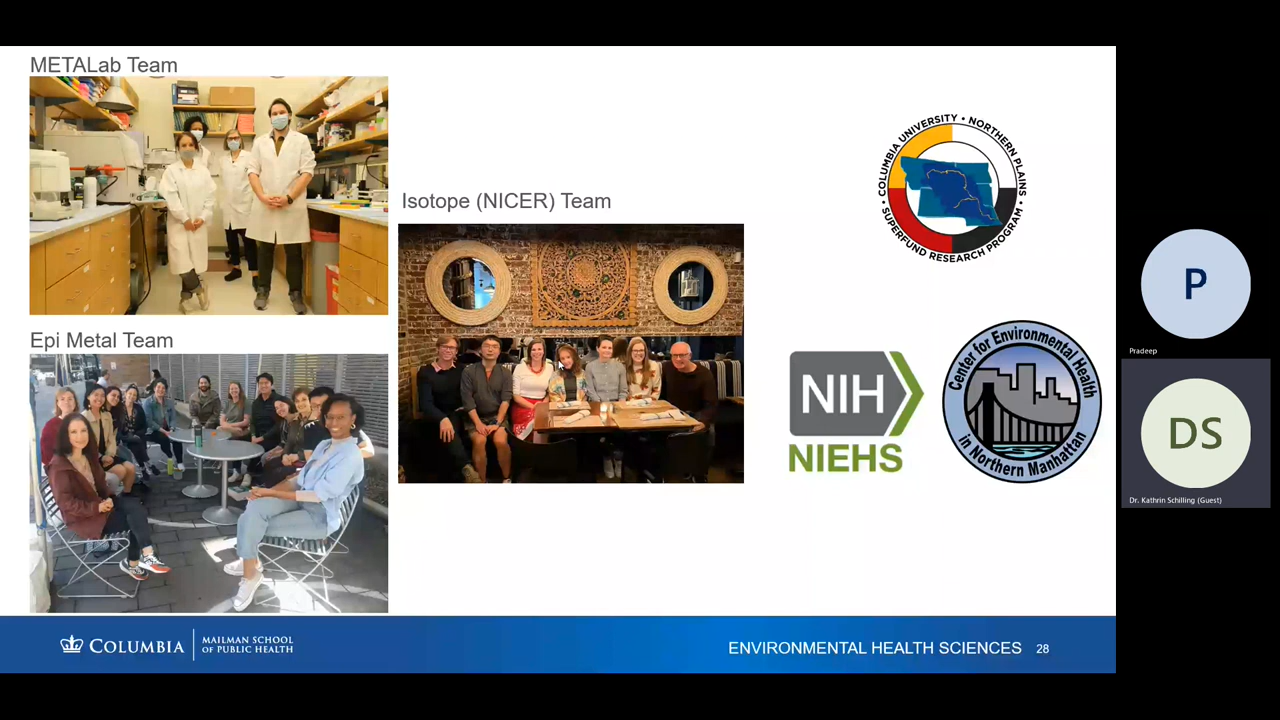 METALab Team
Isotope (NICER) Team
Epi Metal Team
COLUMBIA UNIVERSITY • NORTHERN PLAINS • SUPERFUND RESEARCH PROGRAM •
NIH
NIEHS
Center for Environmental Health
in Northern Manhattan
P
Pradeep
DS
Dr. Kathrin Schilling (Guest)
COLUMBIA
MAILMAN SCHOOL
OF PUBLIC HEALTH
ENVIRONMENTAL HEALTH SCIENCES 28